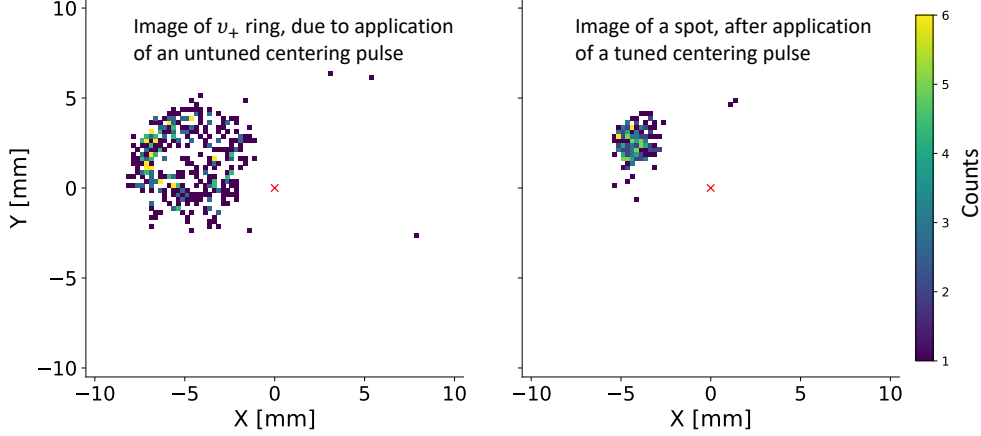 Image of υ₊ ring, due to application
of an untuned centering pulse
10
5
0
−5
−10
Y [mm]
−10 −5 0 5 10
X [mm]
Image of a spot, after application
of a tuned centering pulse
−10 −5 0 5 10
X [mm]
6
5
4
3
2
1
Counts